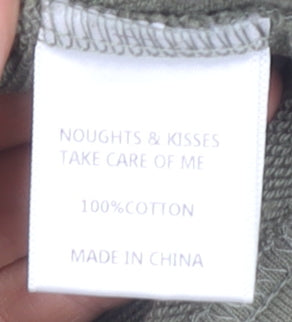 NOUGHTS & KISSES
TAKE CARE OF ME
100%COTTON
MADE IN CHINA